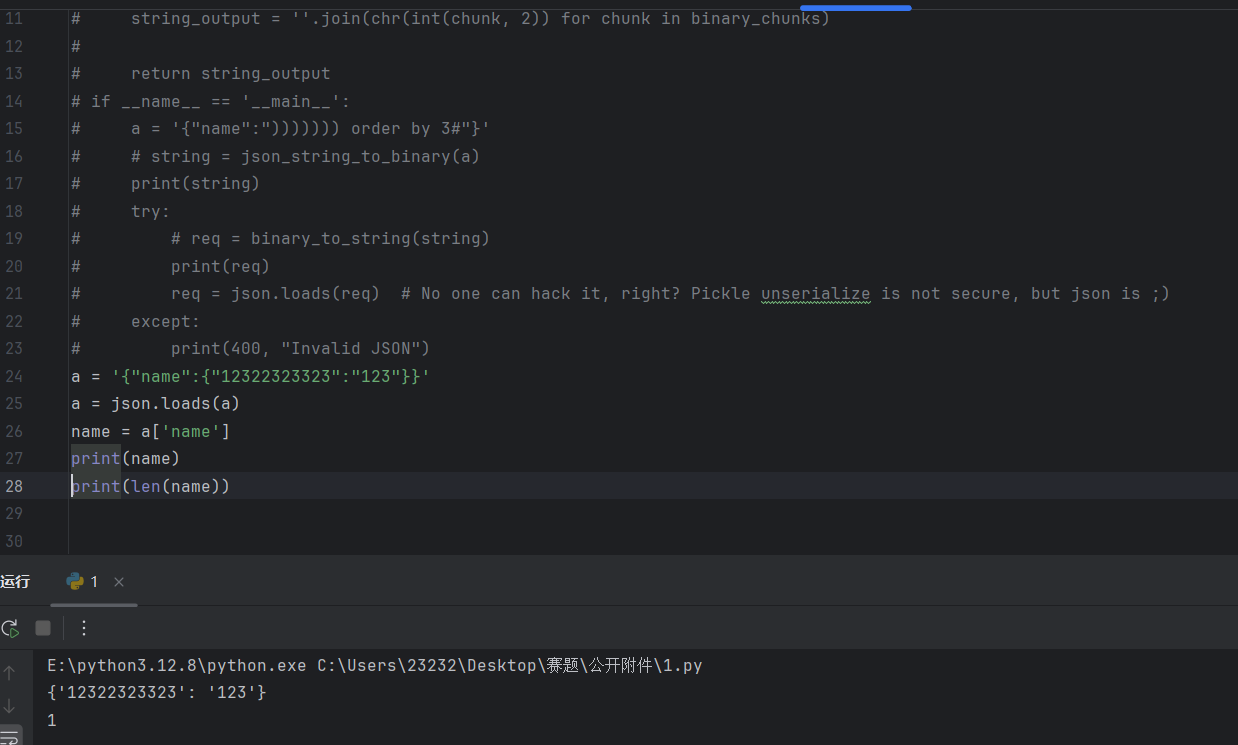 11 #     string_output = ''.join(chr(int(chunk, 2)) for chunk in binary_chunks)
12 #
13 #     return string_output
14 # if __name__ == '__main__':
15 #     a = '{"name":"))))))) order by 3#"}'
16 #     # string = json_string_to_binary(a)
17 #     print(string)
18 #     try:
19 #         # req = binary_to_string(string)
20 #         print(req)
21 #         req = json.loads(req)  # No one can hack it, right? Pickle unserialize is not secure, but json is ;)
22 #     except:
23 #         print(400, "Invalid JSON")
24 a = '{"name":{"12322323323":"123"}}'
25 a = json.loads(a)
26 name = a['name']
27 print(name)
28 print(len(name))
29
30
运行 1
E:\python3.12.8\python.exe C:\Users\23232\Desktop\赛题\公开附件\1.py
{'12322323323': '123'}
1